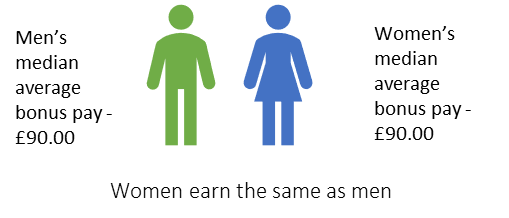 Men’s
median
average
bonus pay -
£90.00
Women’s
median
average
bonus pay -
£90.00
Women earn the same as men